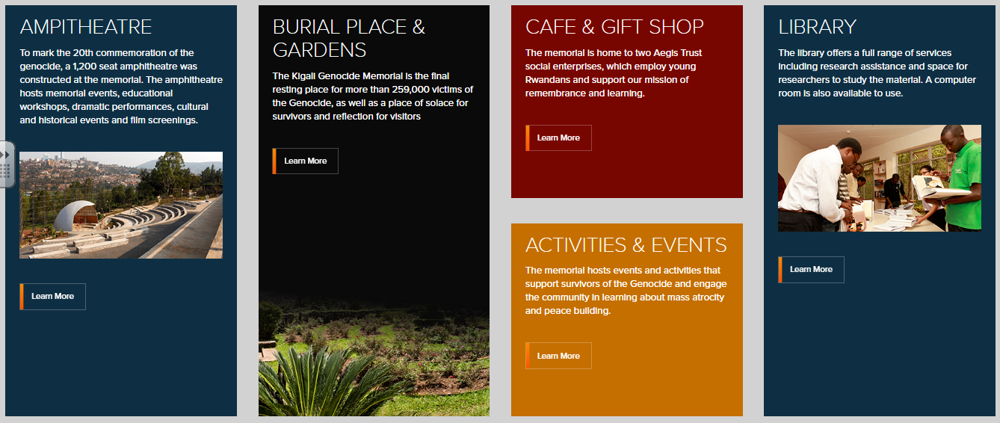 AMPITHEATRE
To mark the 20th commemoration of the
genocide, a 1,200 seat amphitheatre was
constructed at the memorial. The amphitheatre
hosts memorial events, educational
workshops, dramatic performances, cultural
and historical events and film screenings.
Learn More
BURIAL PLACE &
GARDENS
The Kigali Genocide Memorial is the final
resting place for more than 259,000 victims of
the Genocide, as well as a place of solace for
survivors and reflection for visitors
Learn More
CAFE & GIFT SHOP
The memorial is home to two Aegis Trust
social enterprises, which employ young
Rwandans and support our mission of
remembrance and learning.
Learn More
ACTIVITIES & EVENTS
The memorial hosts events and activities that
support survivors of the Genocide and engage
the community in learning about mass atrocity
and peace building.
Learn More
LIBRARY
The library offers a full range of services
including research assistance and space for
researchers to study the material. A computer
room is also available to use.
Learn More